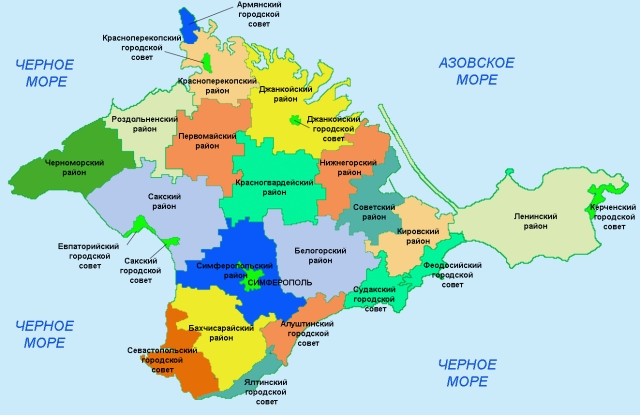 Армянский
городской
совет
Красноперекопский
городской
совет
ЧЕРНОЕ
МОРЕ
АЗОВСКОЕ
МОРЕ
Красноперекопский
район
Джанкойский
район
Роздольненский
район
Джанкойский
городской
совет
Первомайский
район
Черноморский
район
Нижнегорский
район
Красногвардейский
район
Сакский
район
Советский
район
Кировский
район
Ленинский
район
Керченский
городской
совет
Евпаторийский
городской
совет
Сакский
городской
совет
Белогорский
район
Симферопольский
район
СИМФЕРОПОЛЬ
Феодосийский
городской
совет
Судакский
городской
совет
ЧЕРНОЕ
МОРЕ
Бахчисарайский
район
Алуштинский
городской
совет
Севастопольский
городской
совет
Ялтинский
городской
совет
ЧЕРНОЕ
МОРЕ